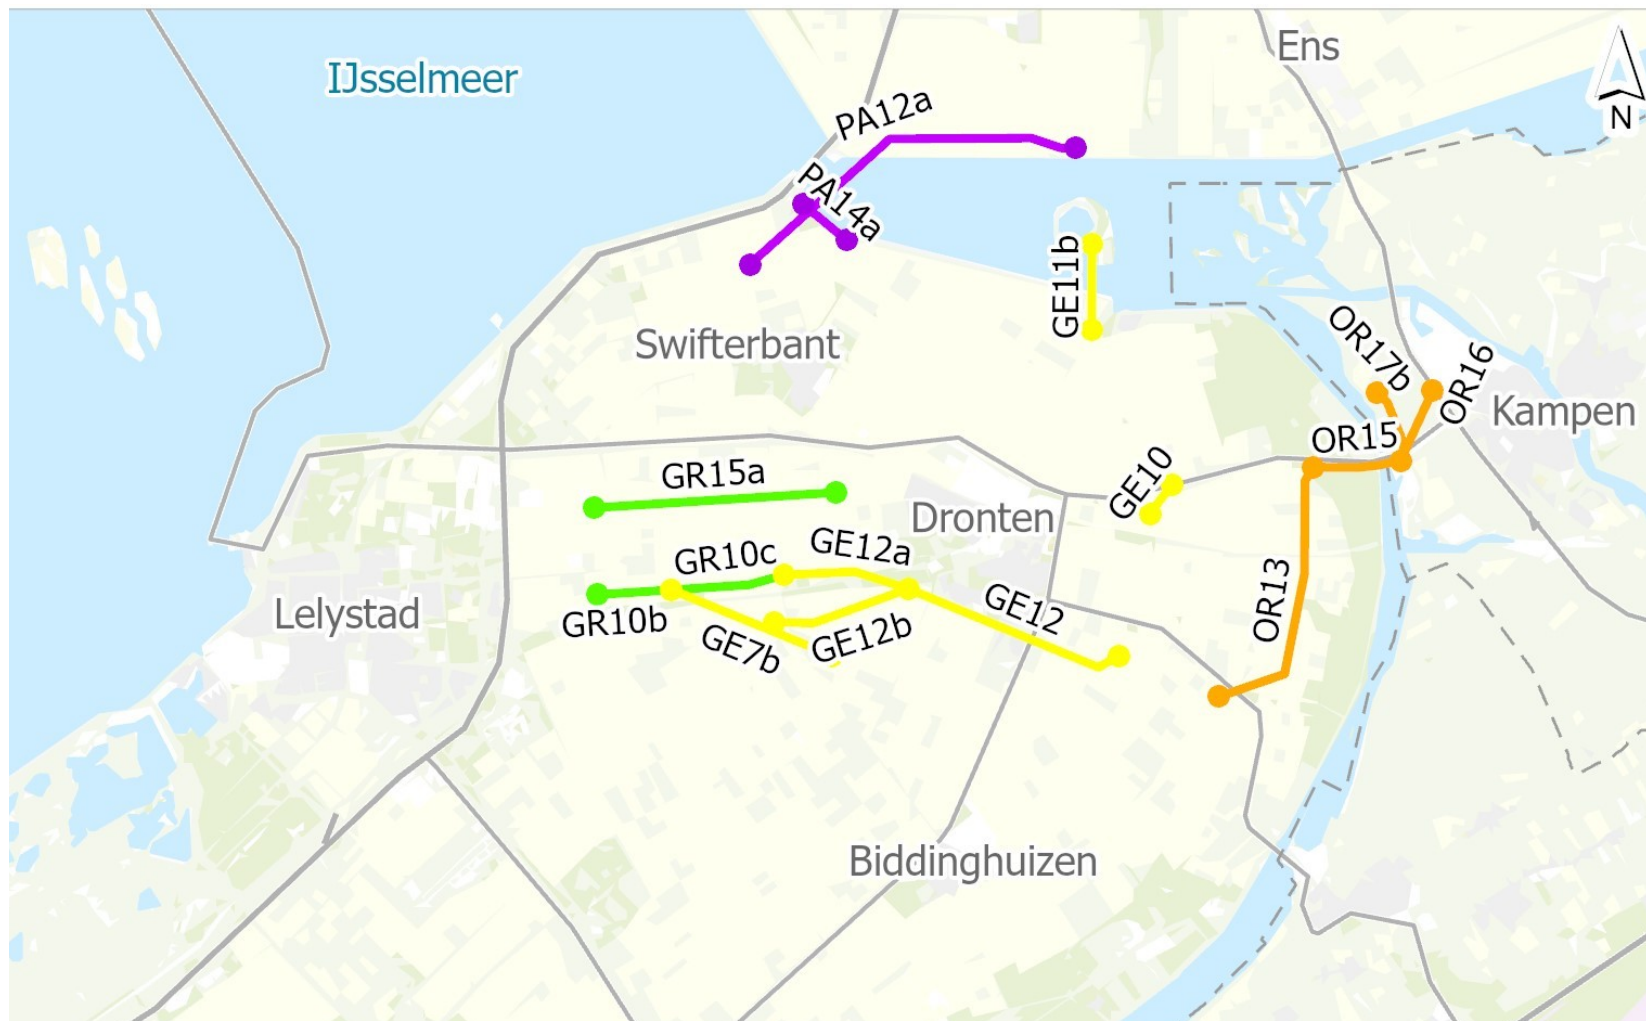 Ens
IJsselmeer
N
PA12a
PA14a
GE11b
Swifterbant
OR17b
OR16
Kampen
OR15
GR15a
GE10
Dronten
GR10c
GE12a
Lelystad
GR10b
GE7b
GE12b
GE12
OR13
Biddinghuizen